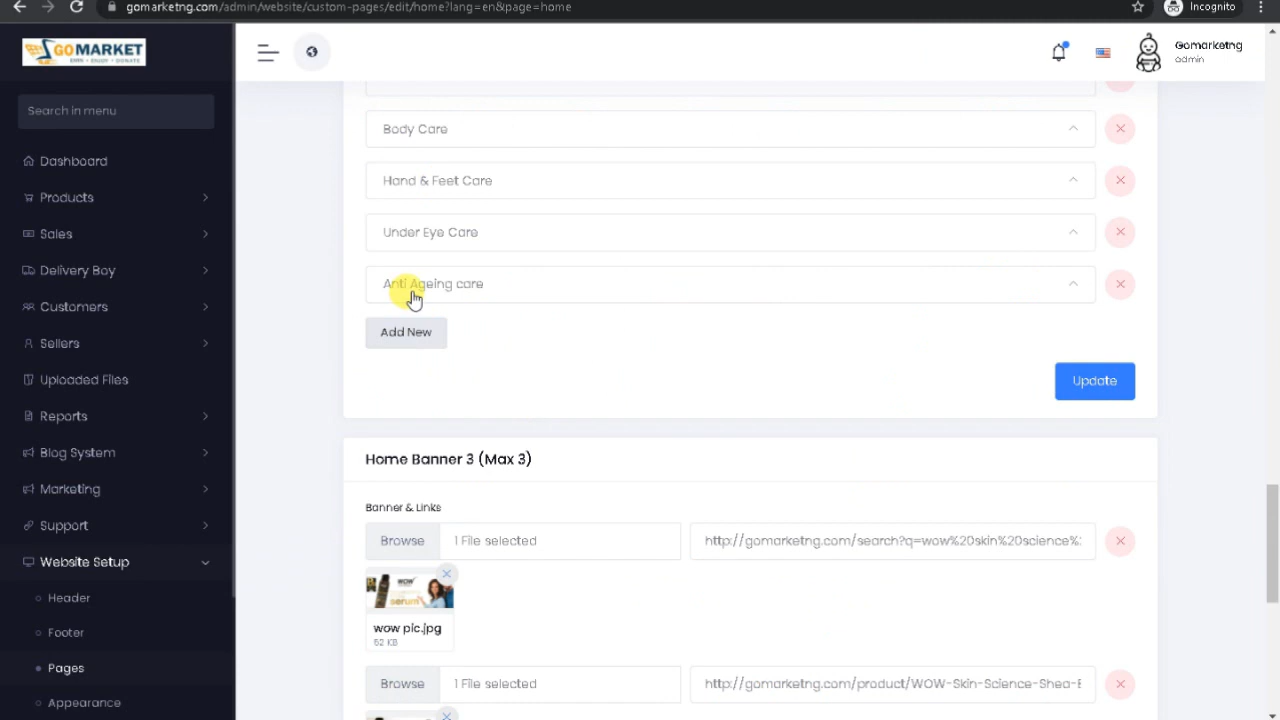 gomarketng.com/admin/website/custom-pages/edit/home?lang=en&page=home
Incognito
GOMARKET
Gomarketng
admin
Search in menu
Dashboard
Products
Sales
Delivery Boy
Customers
Sellers
Uploaded Files
Reports
Blog System
Marketing
Support
Website Setup
Header
Footer
Pages
Appearance
Body Care
Hand & Feet Care
Under Eye Care
Anti Ageing care
Add New
Update
Home Banner 3 (Max 3)
Banner & Links
Browse
1 File selected
http://gomarketng.com/search?q=wow%20skin%20science%
WOW
serum
wow pic.jpg
52 KB
Browse
1 File selected
http://gomarketng.com/product/WOW-Skin-Science-Shea-B